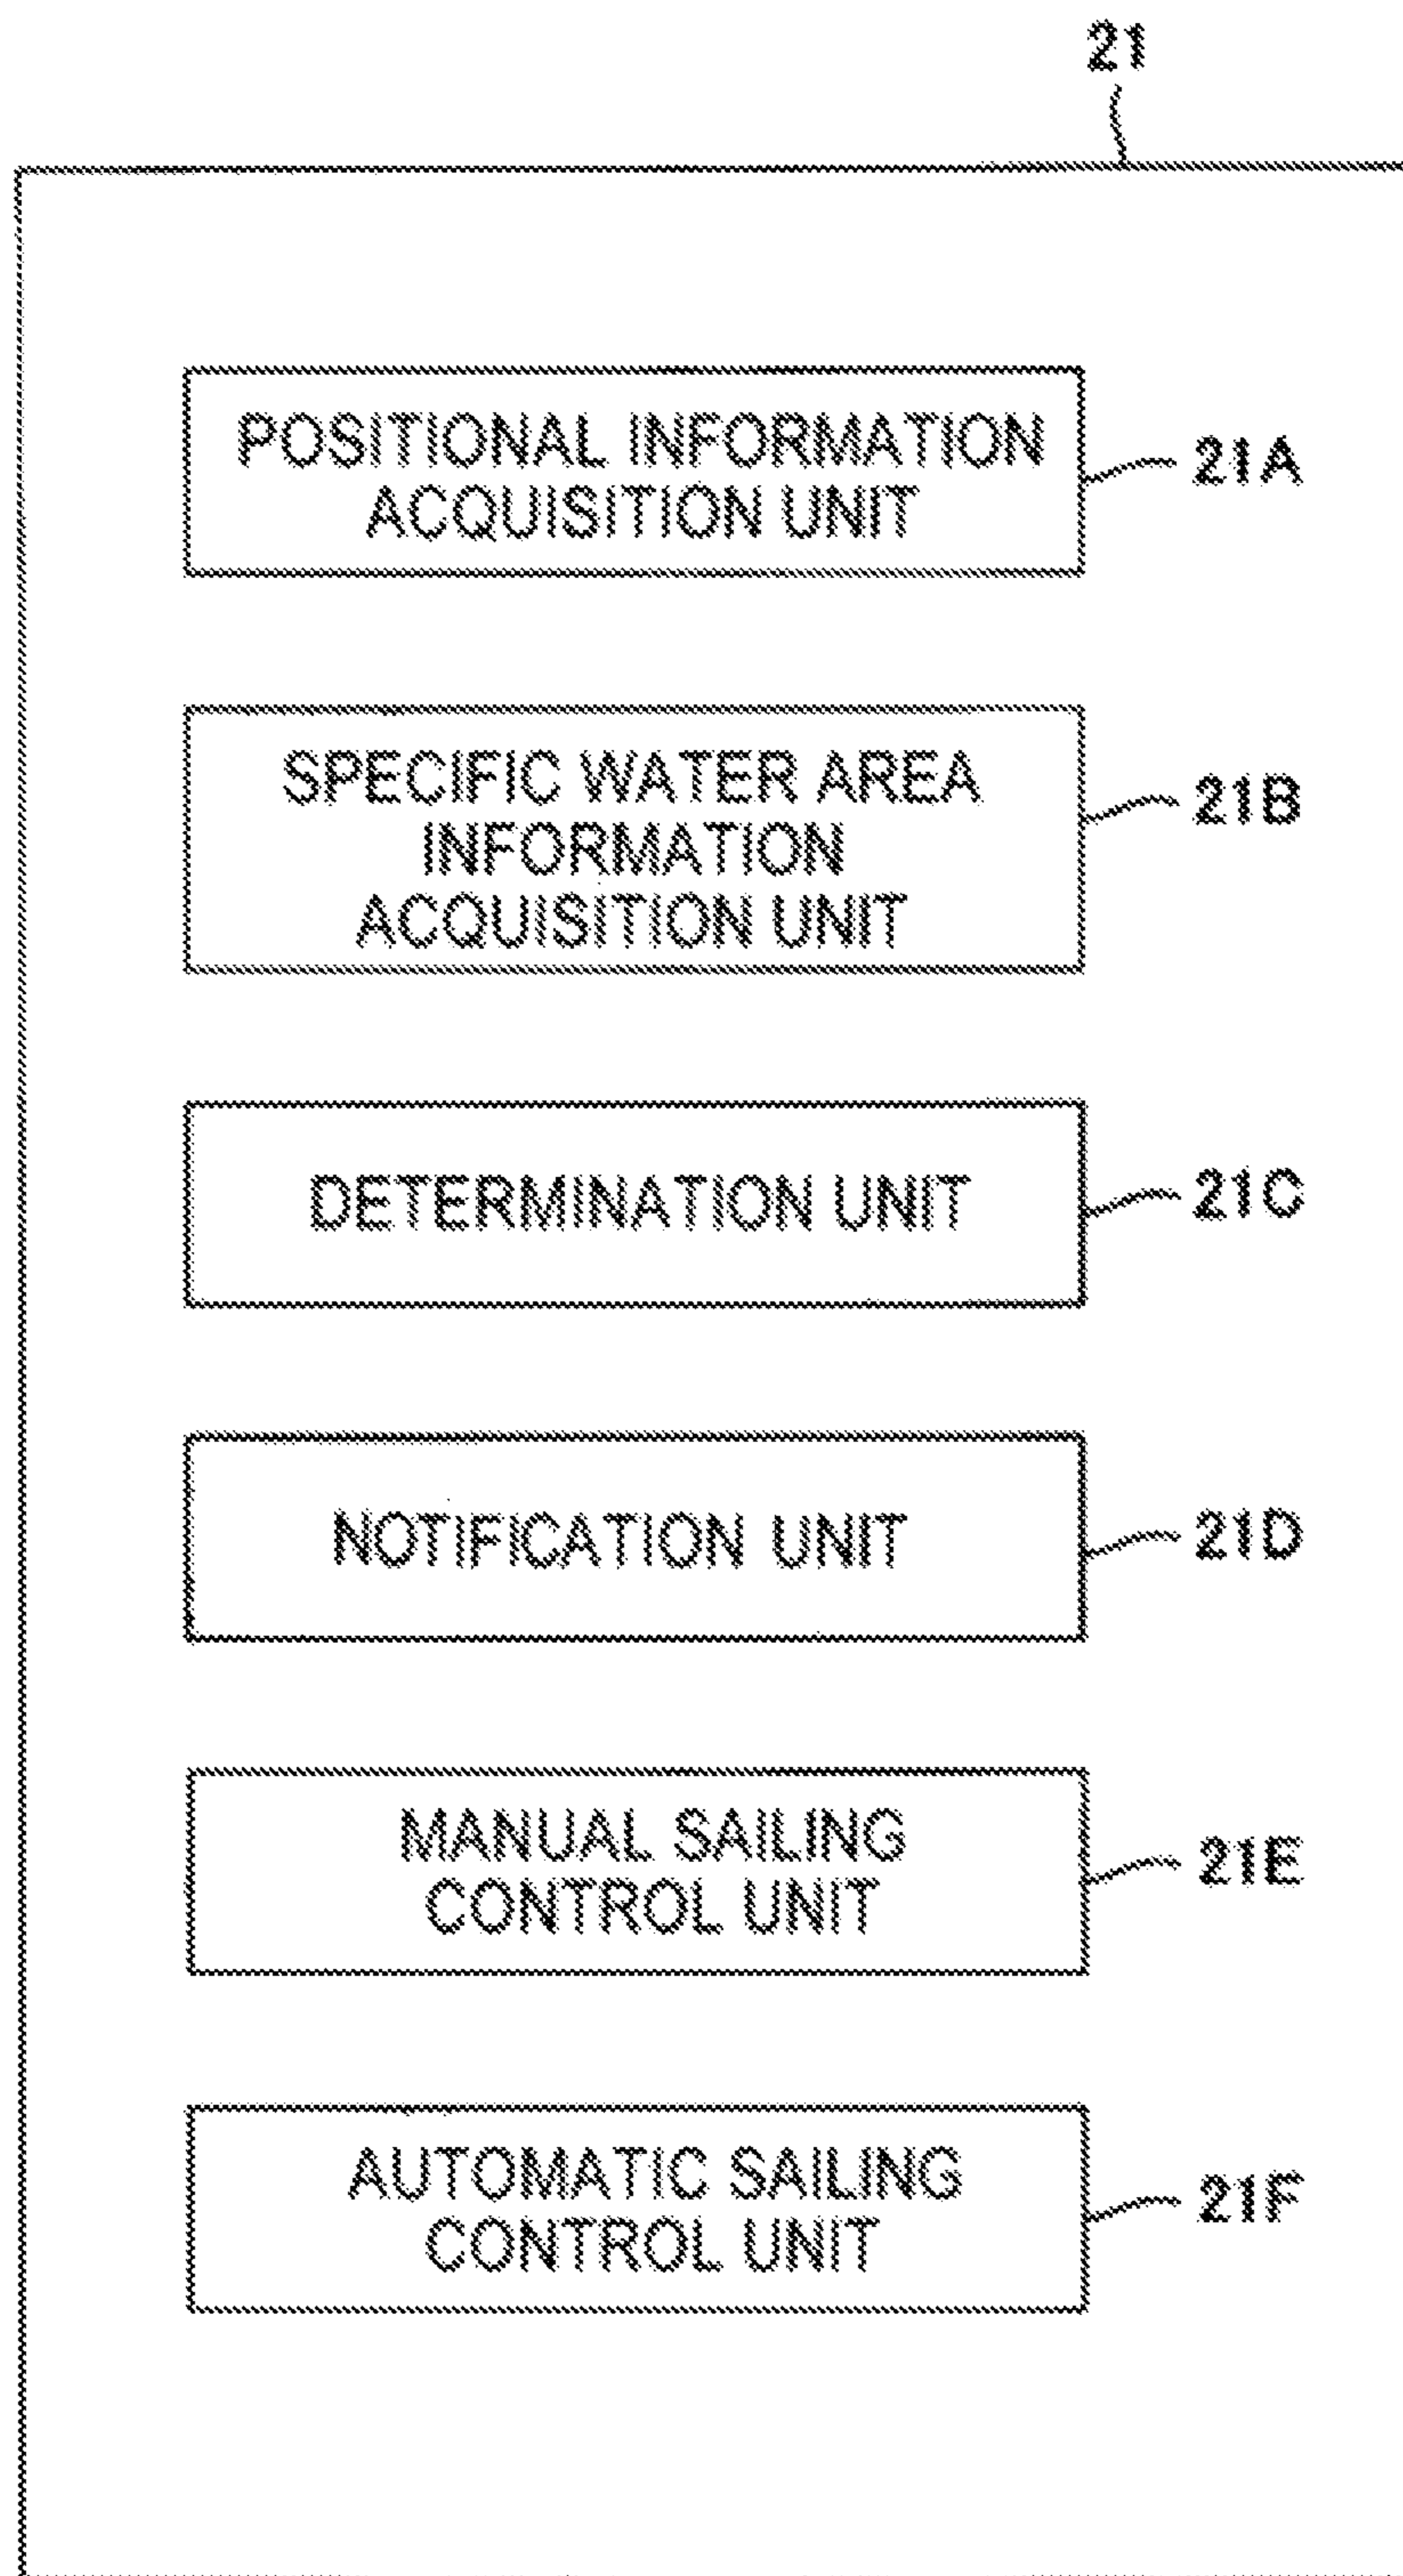 21
POSITIONAL INFORMATION
ACQUISITION UNIT
21A
SPECIFIC WATER AREA
INFORMATION
ACQUISITION UNIT
21B
DETERMINATION UNIT
21C
NOTIFICATION UNIT
21D
MANUAL SAILING
CONTROL UNIT
21E
AUTOMATIC SAILING
CONTROL UNIT
21F